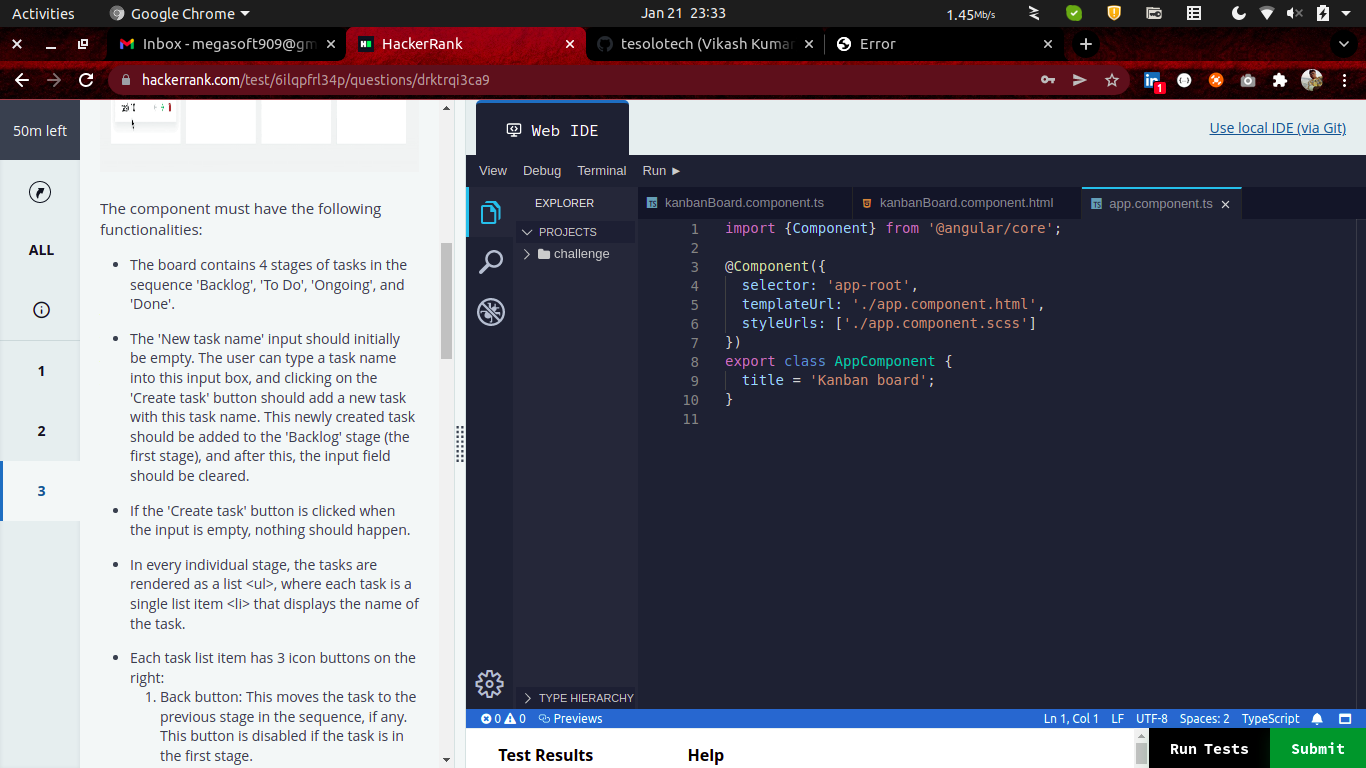 Activities
Google Chrome
Jan 21 23:33
1.45Mb/s
Inbox - megasoft909@gm
HackerRank
tesolotech (Vikash Kumar
Error
hackerrank.com/test/6ilqpfrl34p/questions/drktrqi3ca9
1
50m left
ALL
1
2
3
The component must have the following
functionalities:
• The board contains 4 stages of tasks in the
sequence 'Backlog', 'To Do', 'Ongoing', and
'Done'.
• The 'New task name' input should initially
be empty. The user can type a task name
into this input box, and clicking on the
'Create task' button should add a new task
with this task name. This newly created task
should be added to the 'Backlog' stage (the
first stage), and after this, the input field
should be cleared.
• If the 'Create task' button is clicked when
the input is empty, nothing should happen.
• In every individual stage, the tasks are
rendered as a list <ul>, where each task is a
single list item <li> that displays the name of
the task.
• Each task list item has 3 icon buttons on the
right:
1. Back button: This moves the task to the
previous stage in the sequence, if any.
This button is disabled if the task is in
the first stage.
Web IDE
Use local IDE (via Git)
View Debug Terminal Run ►
EXPLORER
PROJECTS
challenge
TYPE HIERARCHY
kanbanBoard.component.ts
kanbanBoard.component.html
app.component.ts
1 import {Component} from '@angular/core';
2
3 @Component({
4 selector: 'app-root',
5 templateUrl: './app.component.html',
6 styleUrls: ['./app.component.scss']
7 })
8 export class AppComponent {
9 title = 'Kanban board';
10 }
11
0 0 Previews
Ln 1, Col 1 LF UTF-8 Spaces: 2 TypeScript
Test Results Help
Run Tests Submit